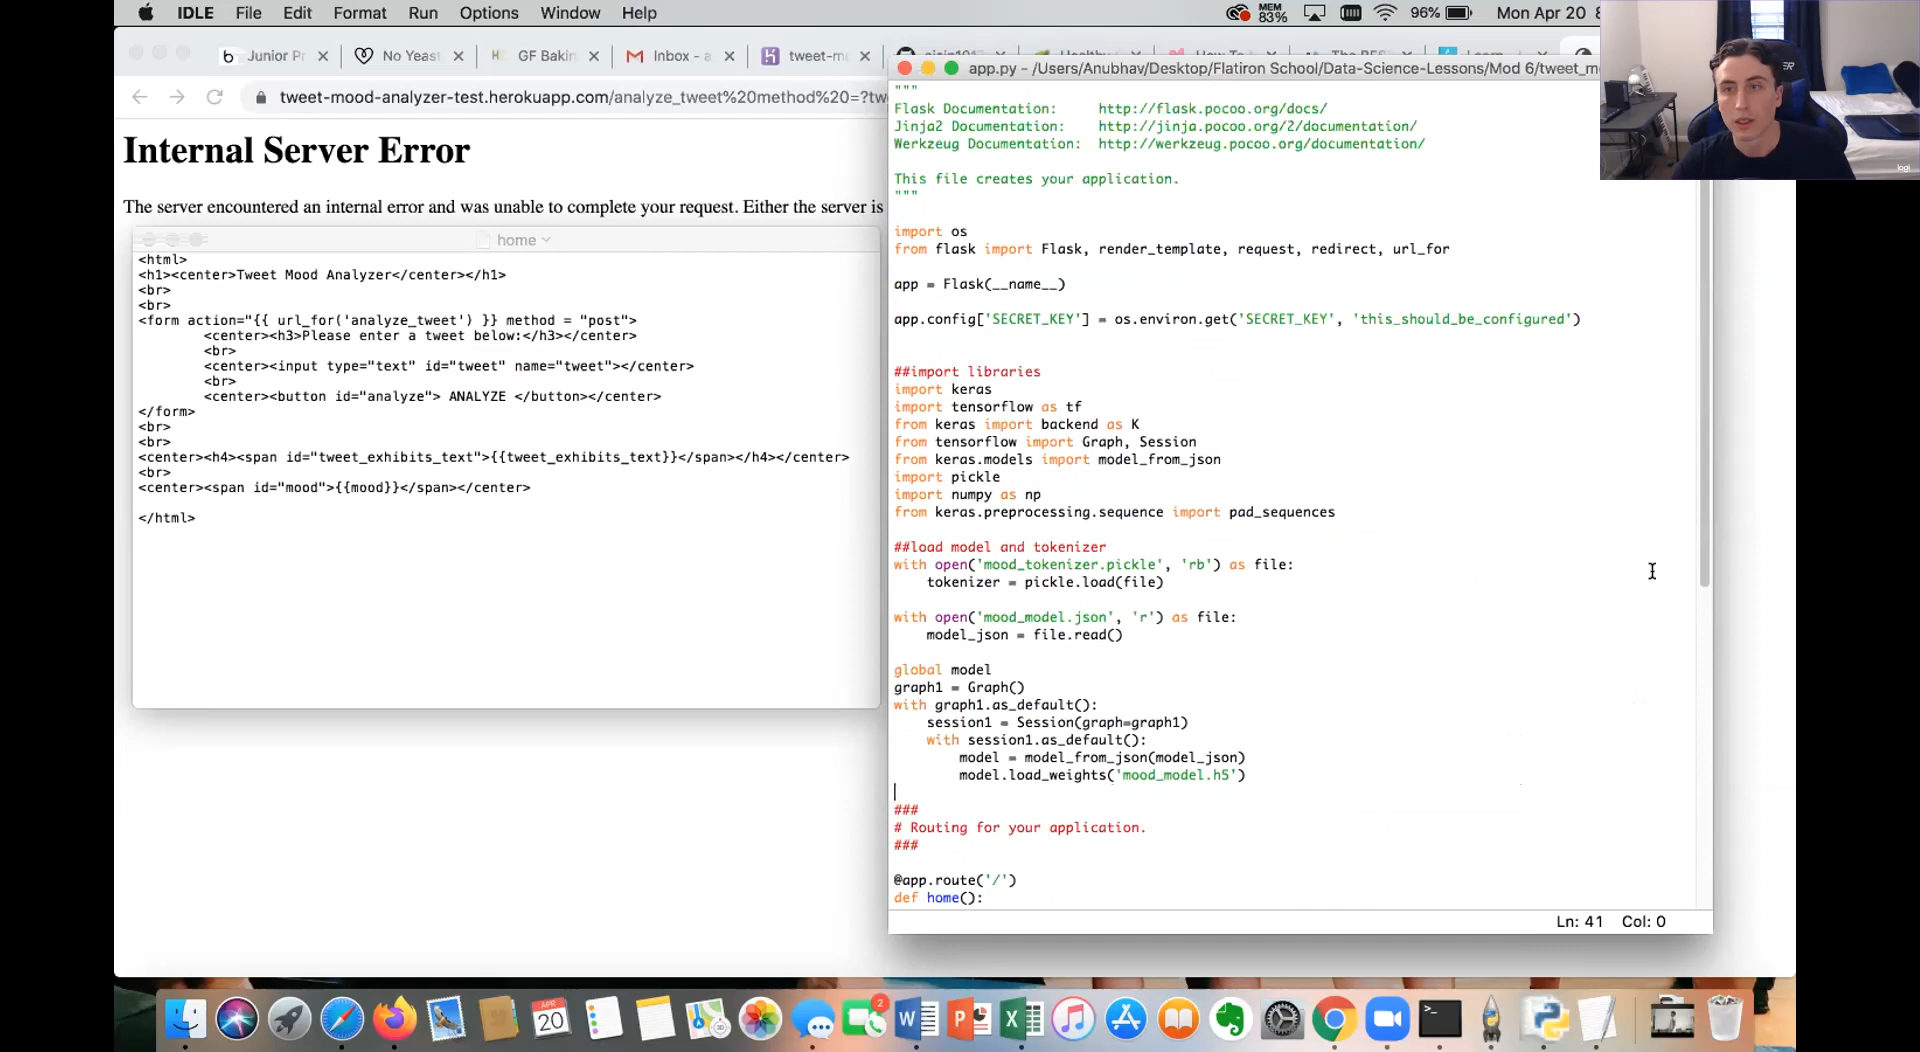 IDLE File Edit Format Run Options Window Help MEM 83% 96% Mon Apr 20
Junior Pr No Yeast GF Bakin Inbox - a tweet-m
app.py - /Users/Anubhav/Desktop/Flatiron School/Data-Science-Lessons/Mod 6/tweet_m
tweet-mood-analyzer-test.herokuapp.com/analyze_tweet%20method%20=?tw
Internal Server Error
The server encountered an internal error and was unable to complete your request. Either the server is
home
<html>
<h1><center>Tweet Mood Analyzer</center></h1>
<br>
<br>
<form action="{{ url_for('analyze_tweet') }} method = "post">
<center><h3>Please enter a tweet below:</h3></center>
<br>
<center><input type="text" id="tweet" name="tweet"></center>
<br>
<center><button id="analyze"> ANALYZE </button></center>
</form>
<br>
<br>
<center><h4><span id="tweet_exhibits_text">{{tweet_exhibits_text}}</span></h4></center>
<br>
<center><span id="mood">{{mood}}</span></center>
</html>
"""
Flask Documentation: http://flask.pocoo.org/docs/
Jinja2 Documentation: http://jinja.pocoo.org/2/documentation/
Werkzeug Documentation: http://werkzeug.pocoo.org/documentation/
This file creates your application.
"""
import os
from flask import Flask, render_template, request, redirect, url_for
app = Flask(__name__)
app.config['SECRET_KEY'] = os.environ.get('SECRET_KEY', 'this_should_be_configured')
##import libraries
import keras
import tensorflow as tf
from keras import backend as K
from tensorflow import Graph, Session
from keras.models import model_from_json
import pickle
import numpy as np
from keras.preprocessing.sequence import pad_sequences
##load model and tokenizer
with open('mood_tokenizer.pickle', 'rb') as file:
tokenizer = pickle.load(file)
with open('mood_model.json', 'r') as file:
model_json = file.read()
global model
graph1 = Graph()
with graph1.as_default():
session1 = Session(graph=graph1)
with session1.as_default():
model = model_from_json(model_json)
model.load_weights('mood_model.h5')
###
# Routing for your application.
###
@app.route('/')
def home():
Ln: 41 Col: 0
logi
APR
20
2